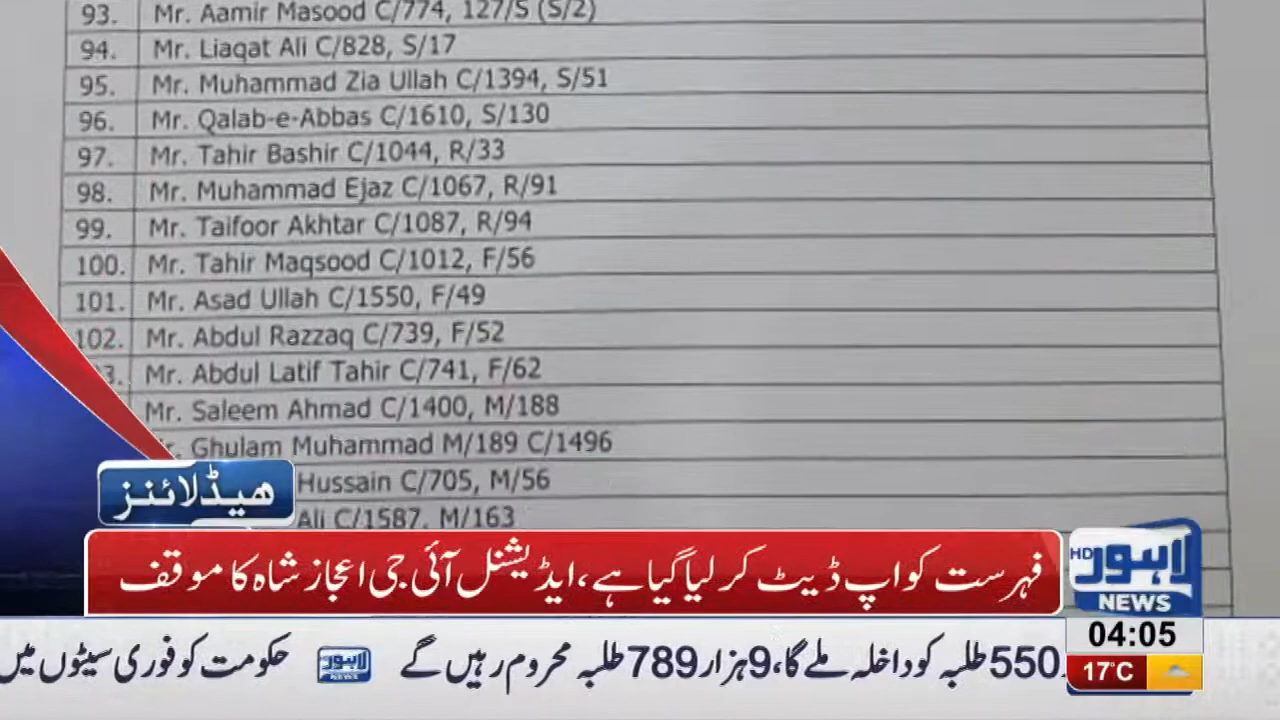 93. Mr. Aamir Masood C/774, 127/S (S/2)
94. Mr. Liaqat Ali C/828, S/17
95. Mr. Muhammad Zia Ullah C/1394, S/51
96. Mr. Qalab-e-Abbas C/1610, S/130
97. Mr. Tahir Bashir C/1044, R/33
98. Mr. Muhammad Ejaz C/1067, R/91
99. Mr. Taifoor Akhtar C/1087, R/94
100. Mr. Tahir Maqsood C/1012, F/56
101. Mr. Asad Ullah C/1550, F/49
102. Mr. Abdul Razzaq C/739, F/52
3. Mr. Abdul Latif Tahir C/741, F/62
Mr. Saleem Ahmad C/1400, M/188
r. Ghulam Muhammad M/189 C/1496
Hussain C/705, M/56
Ali C/1587, M/163
ھیڈلائنز
فہرست کو اپ ڈیٹ کر لیا گیا ہے، ایڈیشنل آئی جی اعجاز شاہ کا موقف
لاہور HD
NEWS
04:05
17°C
550 طلبہ کو داخلہ ملے گا، 9 ہزار 789 طلبہ محروم رہیں گے لاہور NEWS حکومت کو فوری سیٹوں میں